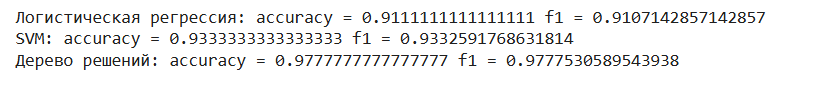 Логистическая регрессия: accuracy = 0.9111111111111111 f1 = 0.9107142857142857
SVM: accuracy = 0.9333333333333333 f1 = 0.9332591768631814
Дерево решений: accuracy = 0.9777777777777777 f1 = 0.9777530589543938